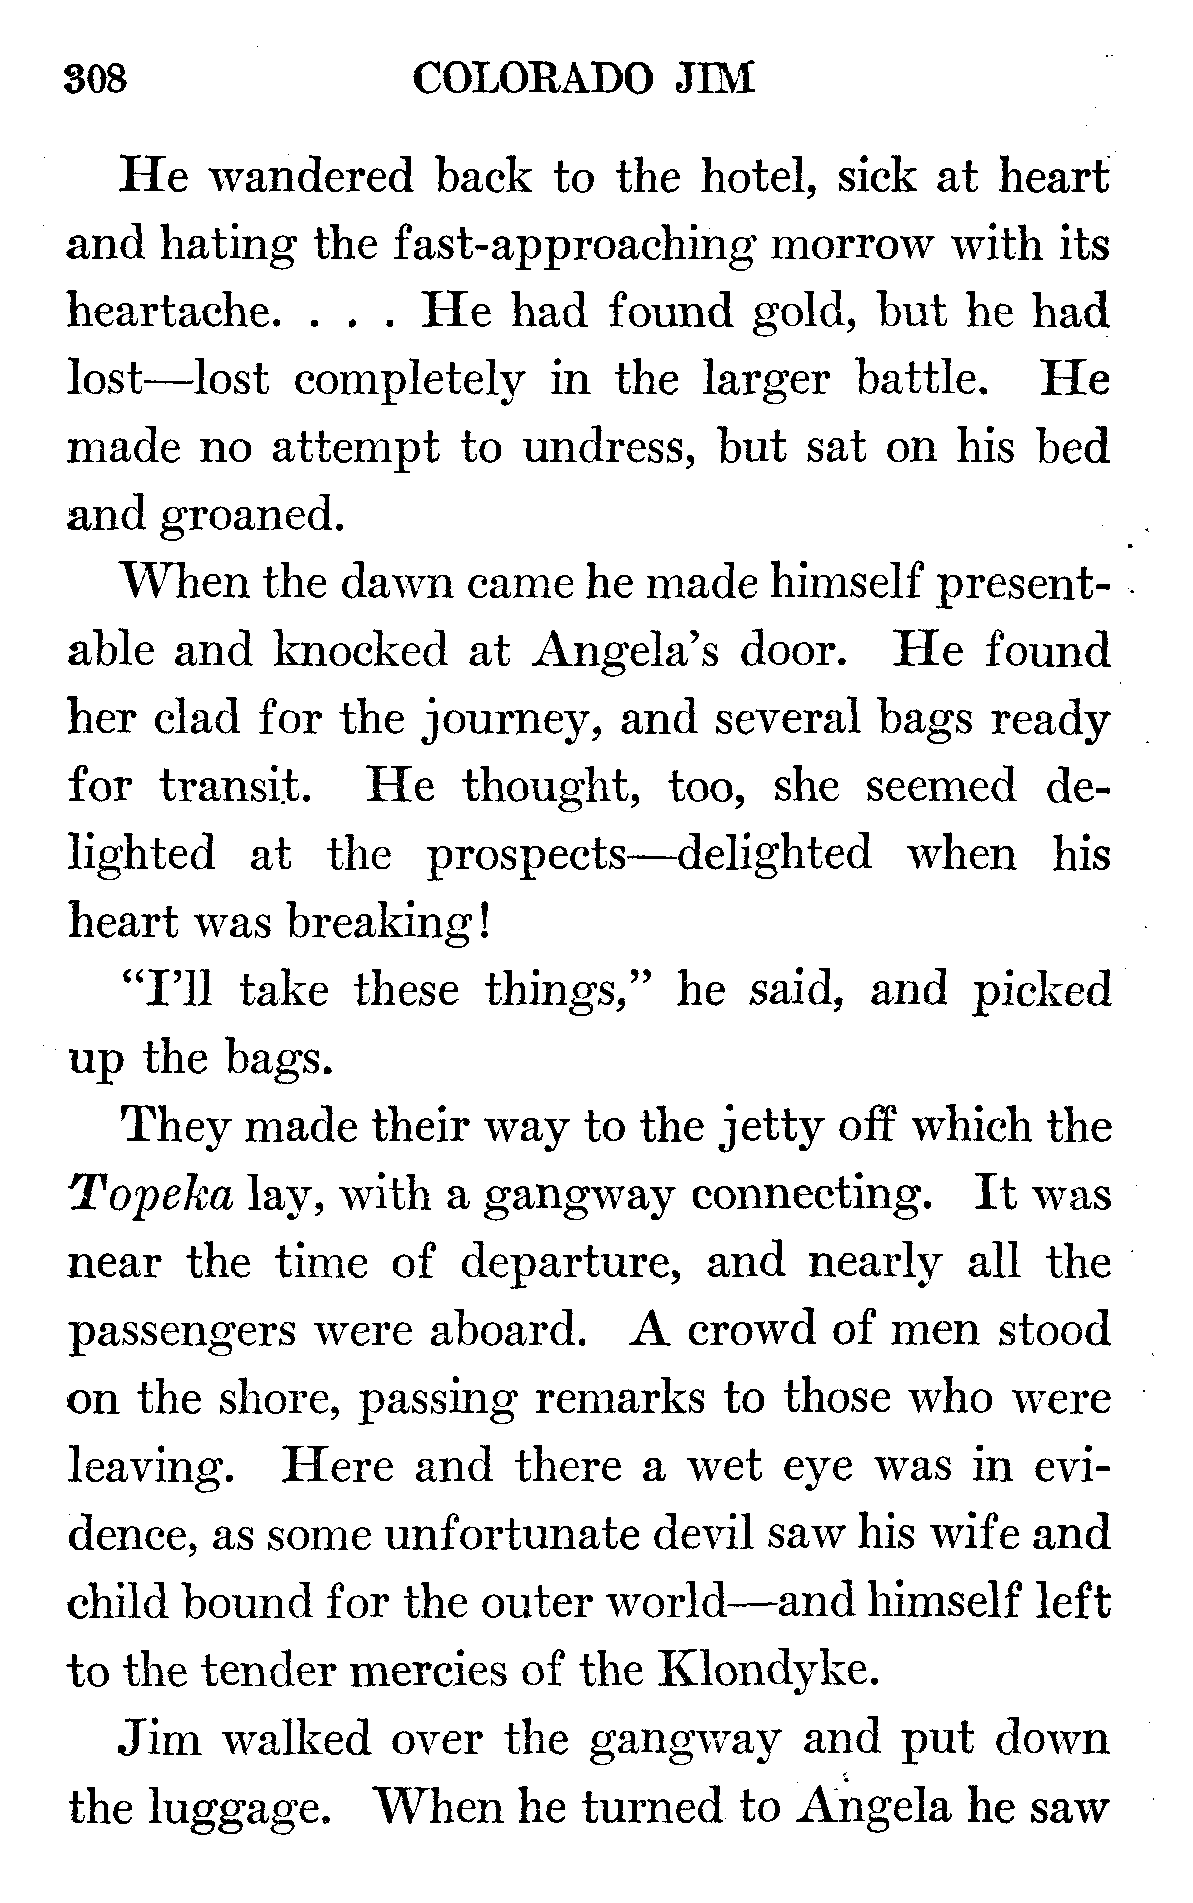 308 COLORADO JIM
He wandered back to the hotel, sick at heart
and hating the fast-approaching morrow with its
heartache. . . . He had found gold, but he had
lost—lost completely in the larger battle. He
made no attempt to undress, but sat on his bed
and groaned.
When the dawn came he made himself present-
able and knocked at Angela's door. He found
her clad for the journey, and several bags ready
for transit. He thought, too, she seemed de-
lighted at the prospects—delighted when his
heart was breaking!
"I'll take these things," he said, and picked
up the bags.
They made their way to the jetty off which the
Topeka lay, with a gangway connecting. It was
near the time of departure, and nearly all the
passengers were aboard. A crowd of men stood
on the shore, passing remarks to those who were
leaving. Here and there a wet eye was in evi-
dence, as some unfortunate devil saw his wife and
child bound for the outer world—and himself left
to the tender mercies of the Klondyke.
Jim walked over the gangway and put down
the luggage. When he turned to Angela he saw